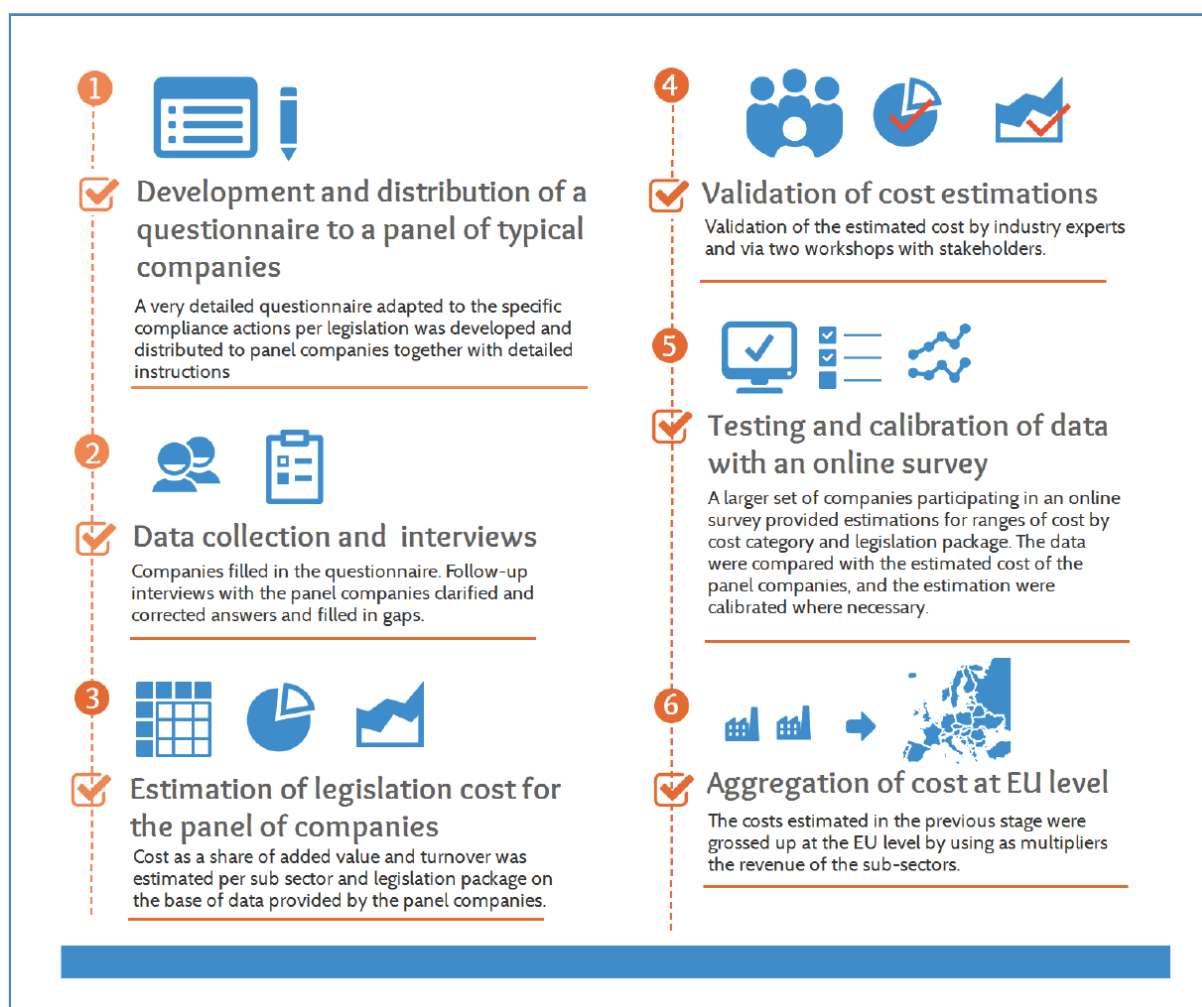 1
Development and distribution of a
questionnaire to a panel of typical
companies
A very detailed questionnaire adapted to the specific
compliance actions per legislation was developed and
distributed to panel companies together with detailed
instructions
2
Data collection and interviews
Companies filled in the questionnaire. Follow-up
interviews with the panel companies clarified and
corrected answers and filled in gaps.
3
Estimation of legislation cost for
the panel of companies
Cost as a share of added value and turnover was
estimated per sub sector and legislation package on
the base of data provided by the panel companies.
4
Validation of cost estimations
Validation of the estimated cost by industry experts
and via two workshops with stakeholders.
5
Testing and calibration of data
with an online survey
A larger set of companies participating in an online
survey provided estimations for ranges of cost by
cost category and legislation package. The data
were compared with the estimated cost of the
panel companies, and the estimation were
calibrated where necessary.
6
Aggregation of cost at EU level
The costs estimated in the previous stage were
grossed up at the EU level by using as multipliers
the revenue of the sub-sectors.